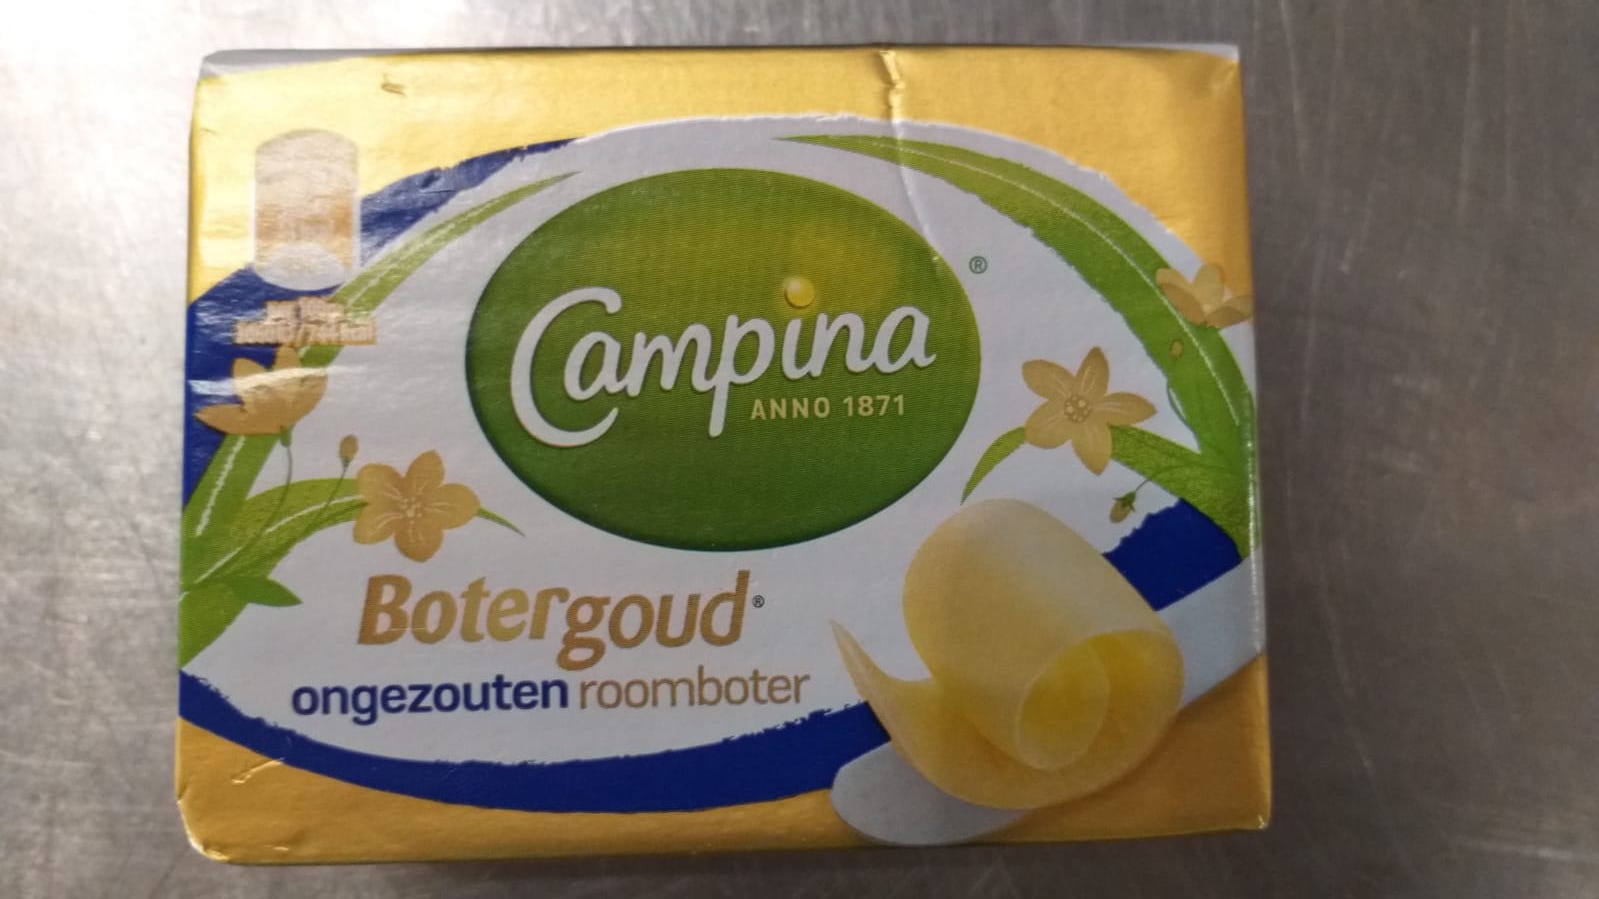 Campina
®
ANNO 1871
Botergoud®
ongezouten roomboter